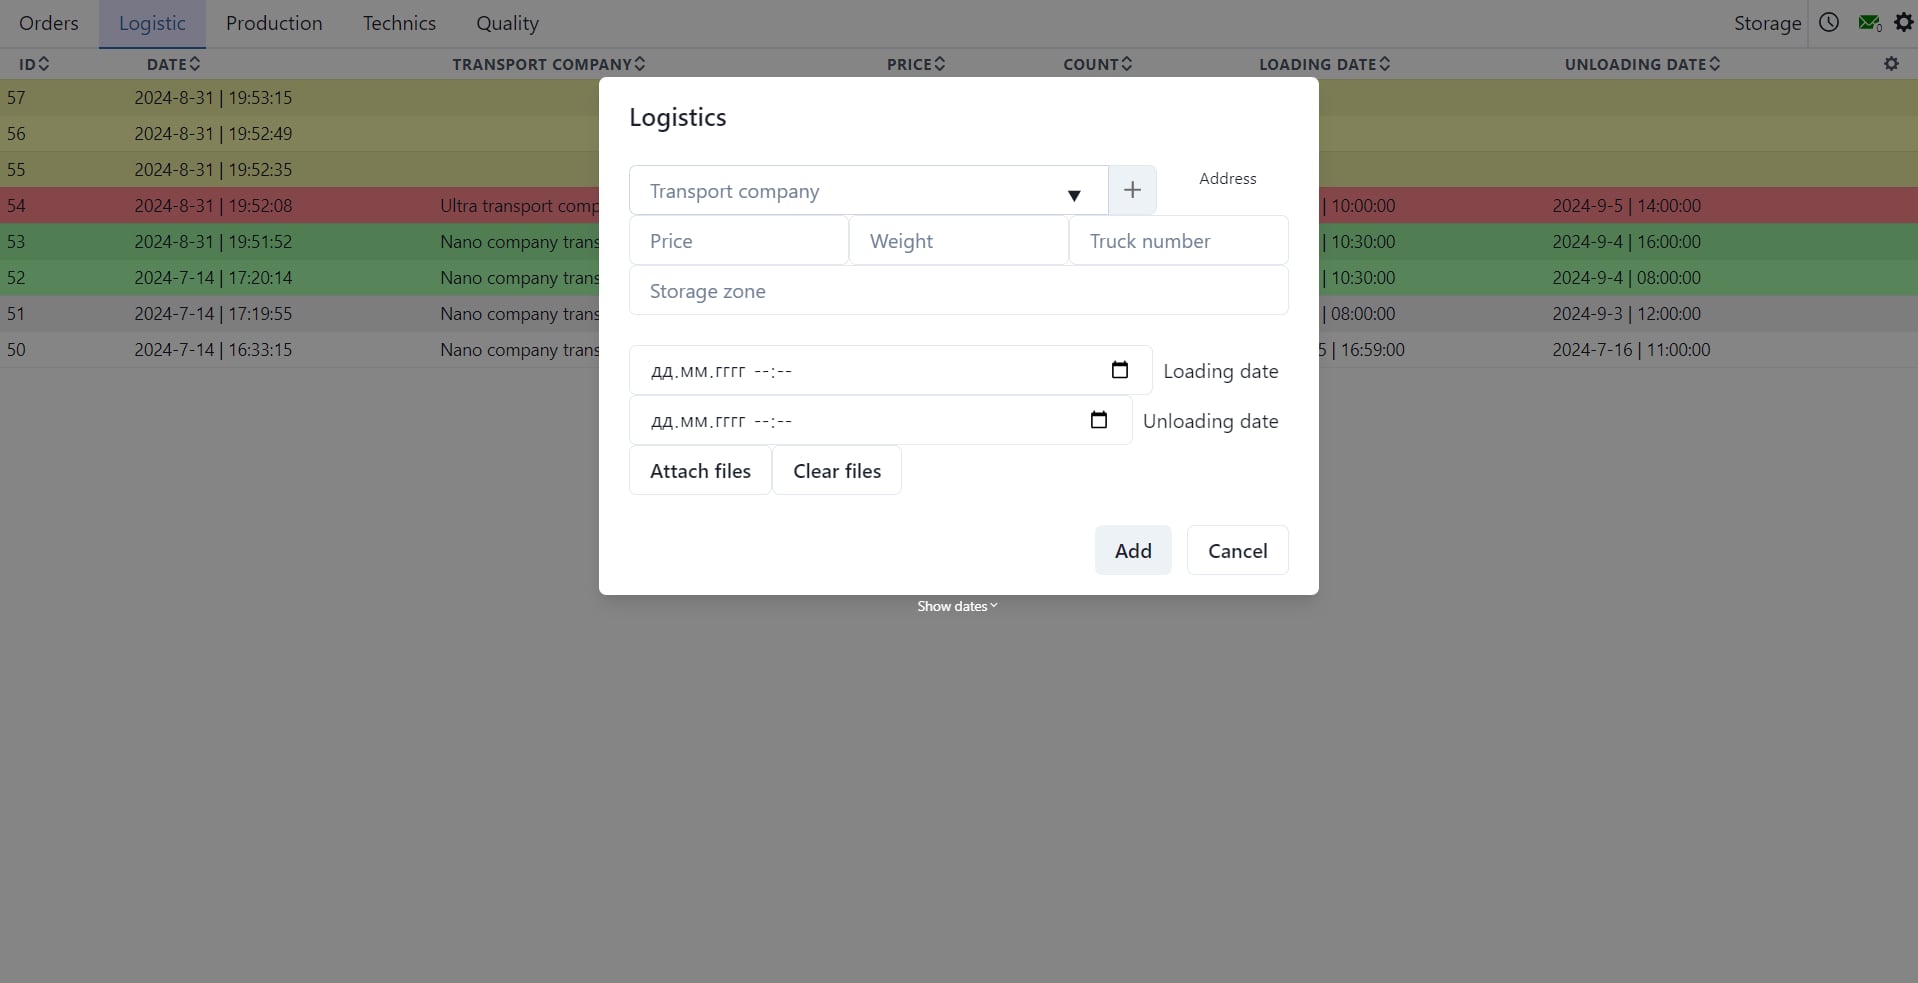 Orders Logistic Production Technics Quality Storage 0
ID DATE TRANSPORT COMPANY PRICE COUNT LOADING DATE UNLOADING DATE
57 2024-8-31 | 19:53:15
56 2024-8-31 | 19:52:49
55 2024-8-31 | 19:52:35
54 2024-8-31 | 19:52:08 Ultra transport comp | 10:00:00 2024-9-5 | 14:00:00
53 2024-8-31 | 19:51:52 Nano company trans | 10:30:00 2024-9-4 | 16:00:00
52 2024-7-14 | 17:20:14 Nano company trans | 10:30:00 2024-9-4 | 08:00:00
51 2024-7-14 | 17:19:55 Nano company trans | 08:00:00 2024-9-3 | 12:00:00
50 2024-7-14 | 16:33:15 Nano company trans 5 | 16:59:00 2024-7-16 | 11:00:00
Logistics
Transport company ▼ + Address
Price Weight Truck number
Storage zone
дд.мм.гггг --:-- Loading date
дд.мм.гггг --:-- Unloading date
Attach files Clear files
Add Cancel
Show dates